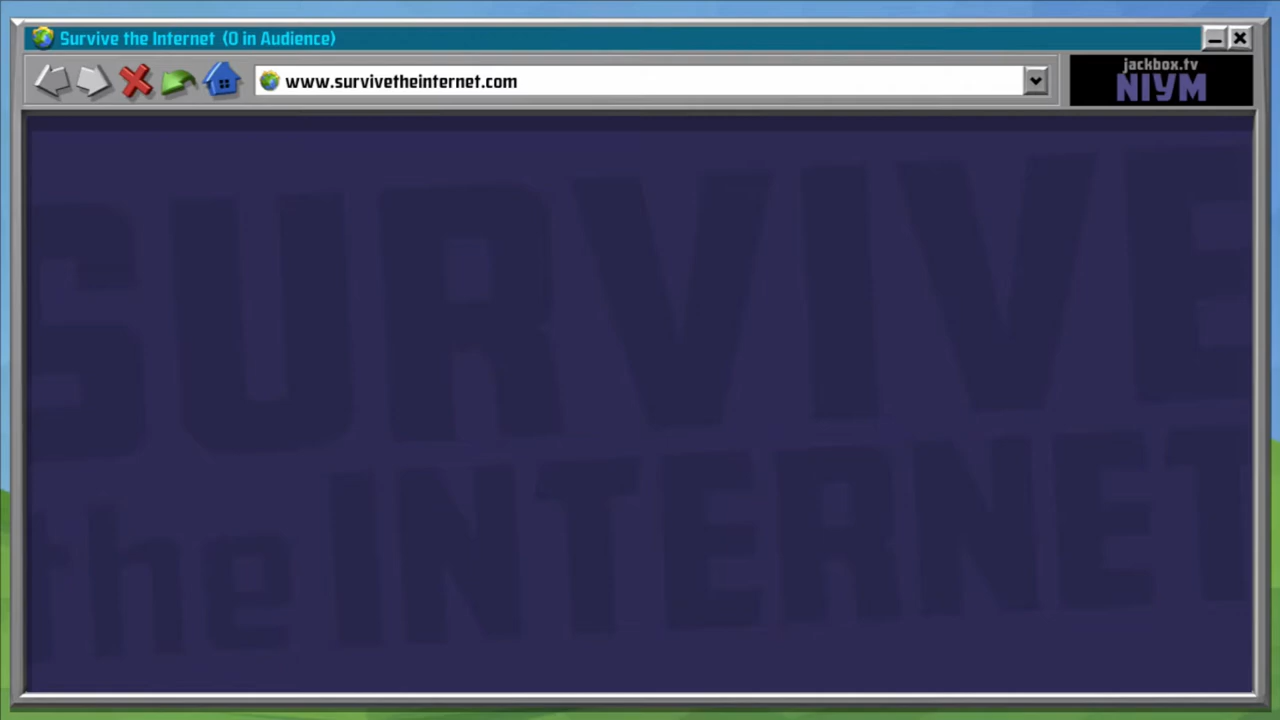 Survive the Internet (0 in Audience)
www.survivetheinternet.com
jackbox.tv
NIYM
SURVIVE
the INTERNET